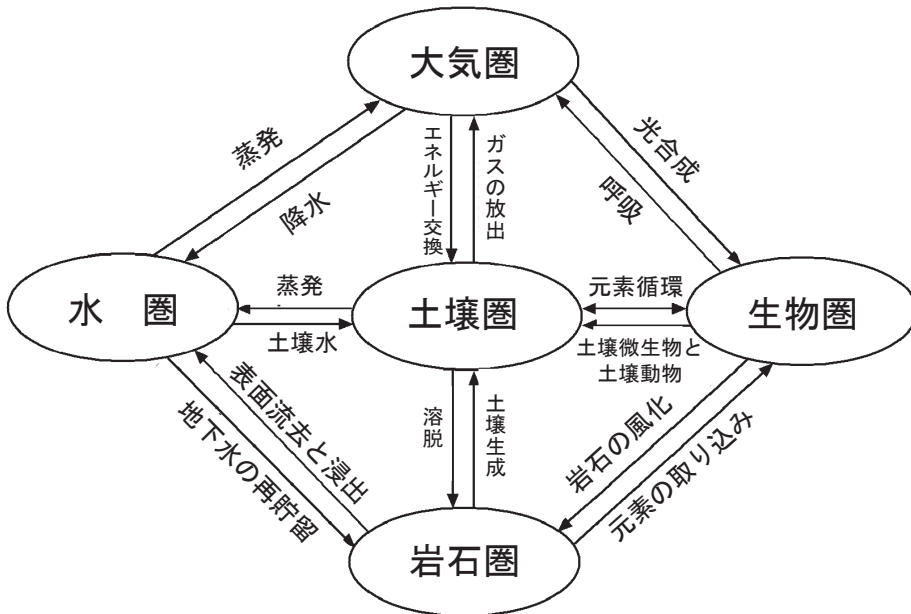 大気圏
蒸発
降水
エネルギー交換
ガスの放出
光合成
呼吸
水 圏
蒸発
土壌水
土壌圏
元素循環
土壌微生物と
土壌動物
生物圏
表面流去と浸出
地下水の再貯留
溶脱
土壌生成
岩石の風化
元素の取り込み
岩石圏